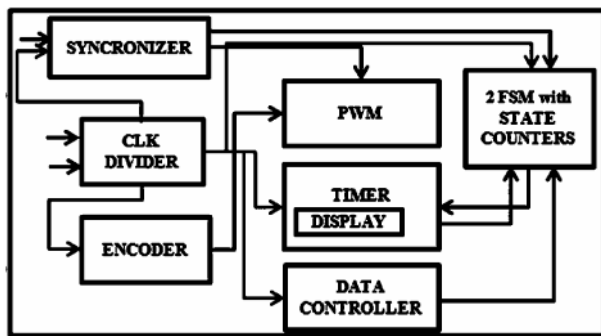 SYNCRONIZER
2 FSM with
STATE
COUNTERS
PWM
CLK
DIVIDER
TIMER
DISPLAY
ENCODER
DATA
CONTROLLER